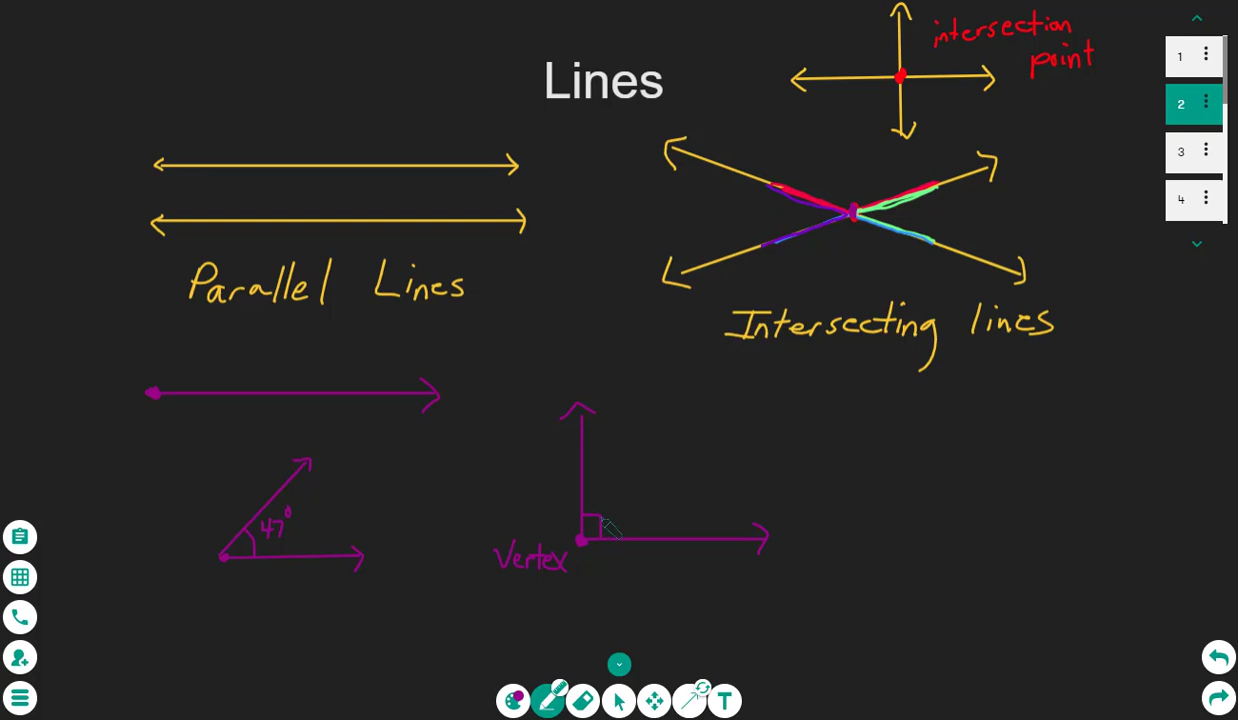 Lines
intersection
point
Parallel Lines
Intersecting lines
47°
Vertex
1
2
3
4
T